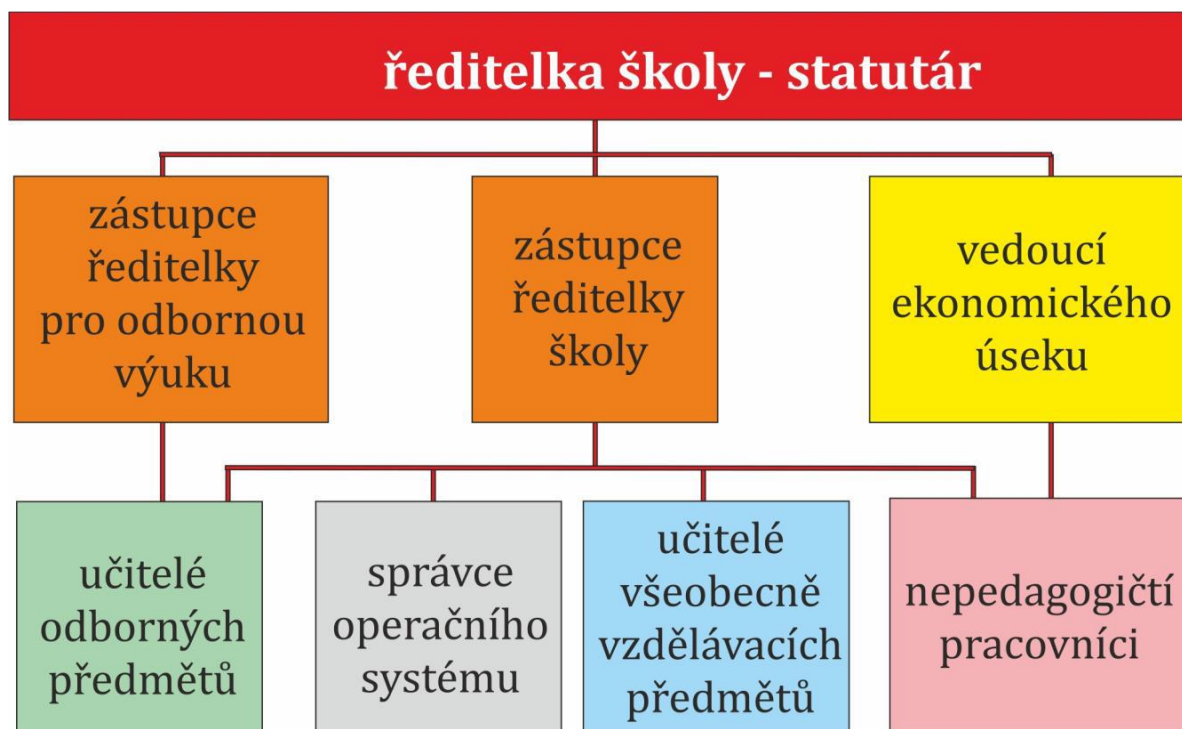 ředitelka školy - statutár
zástupce
ředitelky
pro odbornou
výuku
zástupce
ředitelky
školy
vedoucí
ekonomického
úseku
učitelé
odborných
předmětů
správce
operačního
systému
učitelé
všeobecně
vzdělávacích
předmětů
nepedagogičtí
pracovníci